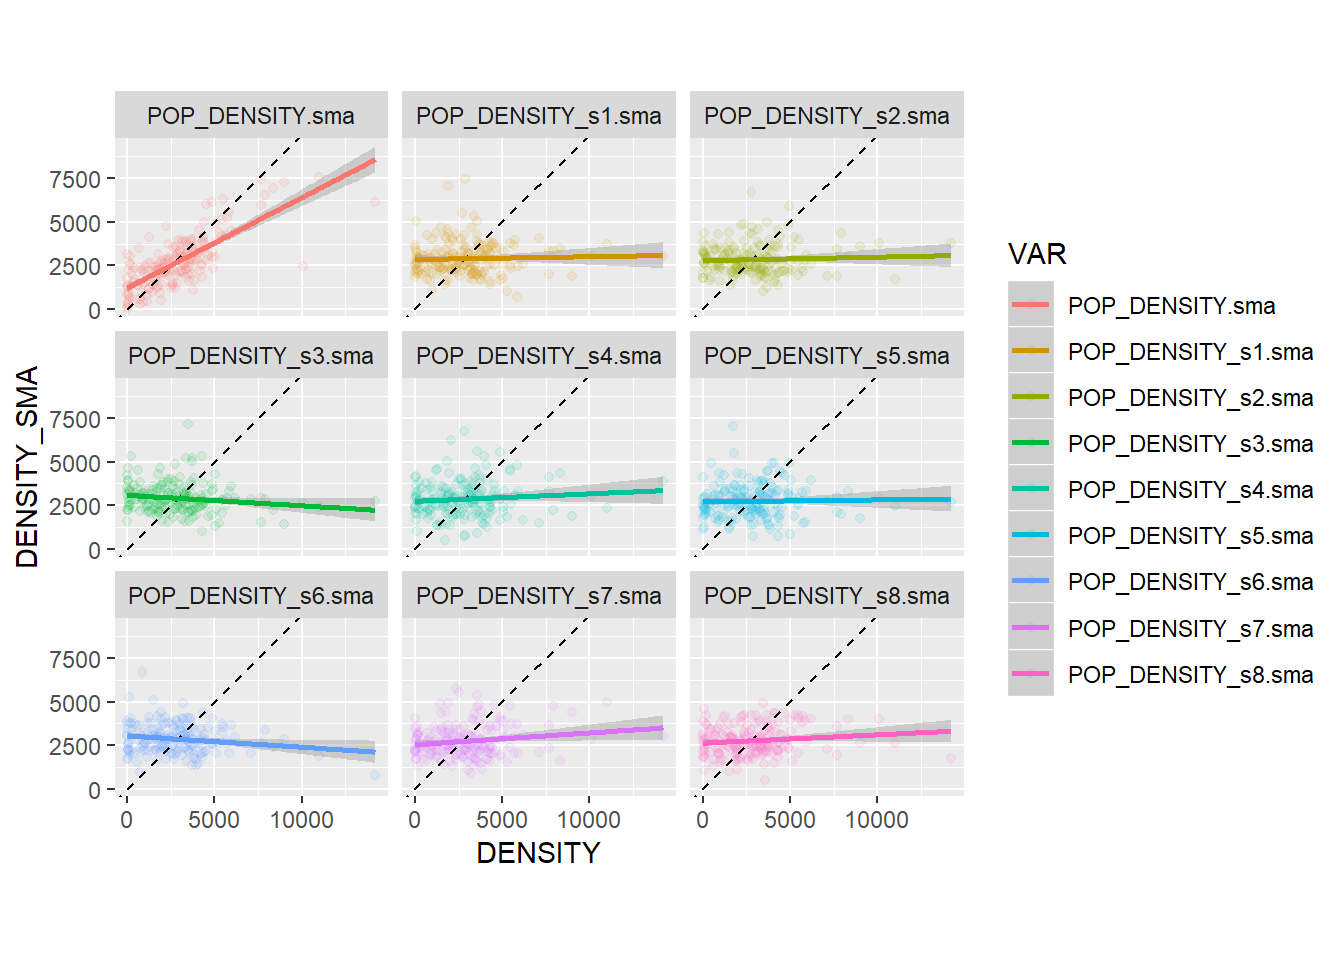 POP_DENSITY.sma POP_DENSITY_s1.sma POP_DENSITY_s2.sma
7500
5000
2500
0
POP_DENSITY_s3.sma POP_DENSITY_s4.sma POP_DENSITY_s5.sma
7500
5000
2500
0
POP_DENSITY_s6.sma POP_DENSITY_s7.sma POP_DENSITY_s8.sma
7500
5000
2500
0
0 5000 10000 0 5000 10000 0 5000 10000
DENSITY
DENSITY_SMA
VAR
POP_DENSITY.sma
POP_DENSITY_s1.sma
POP_DENSITY_s2.sma
POP_DENSITY_s3.sma
POP_DENSITY_s4.sma
POP_DENSITY_s5.sma
POP_DENSITY_s6.sma
POP_DENSITY_s7.sma
POP_DENSITY_s8.sma